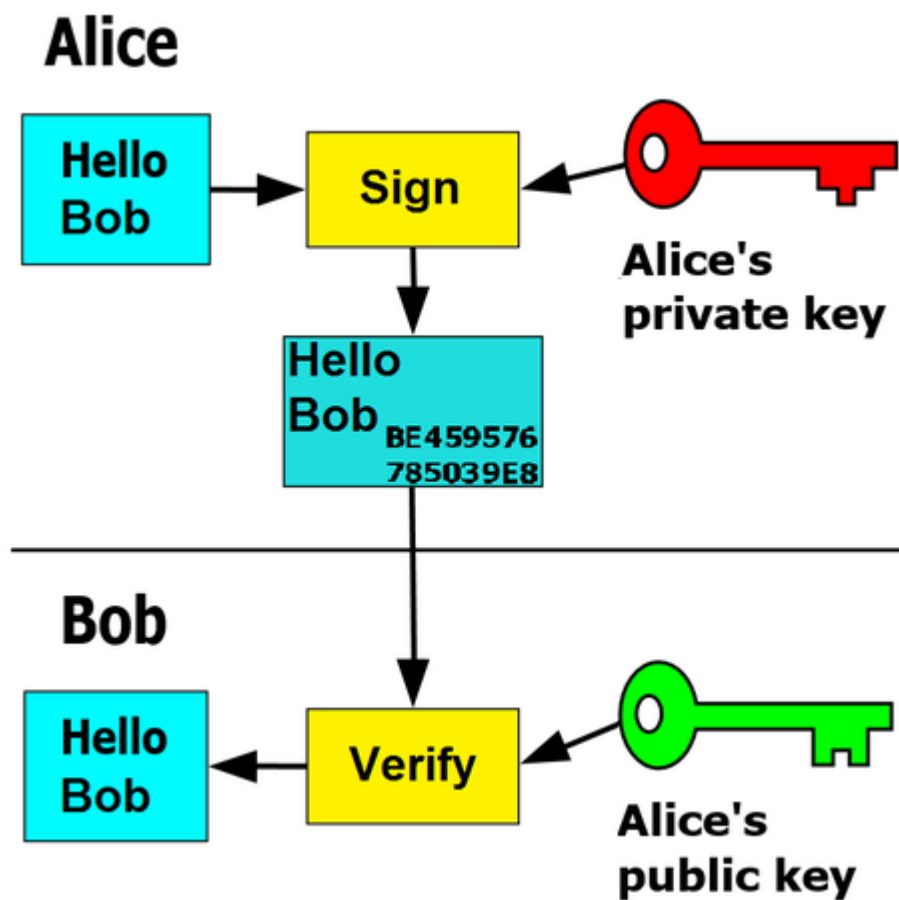 Alice
Hello
Bob
Sign
Alice's
private key
Hello
Bob
BE459576
785039E8
Bob
Hello
Bob
Verify
Alice's
public key